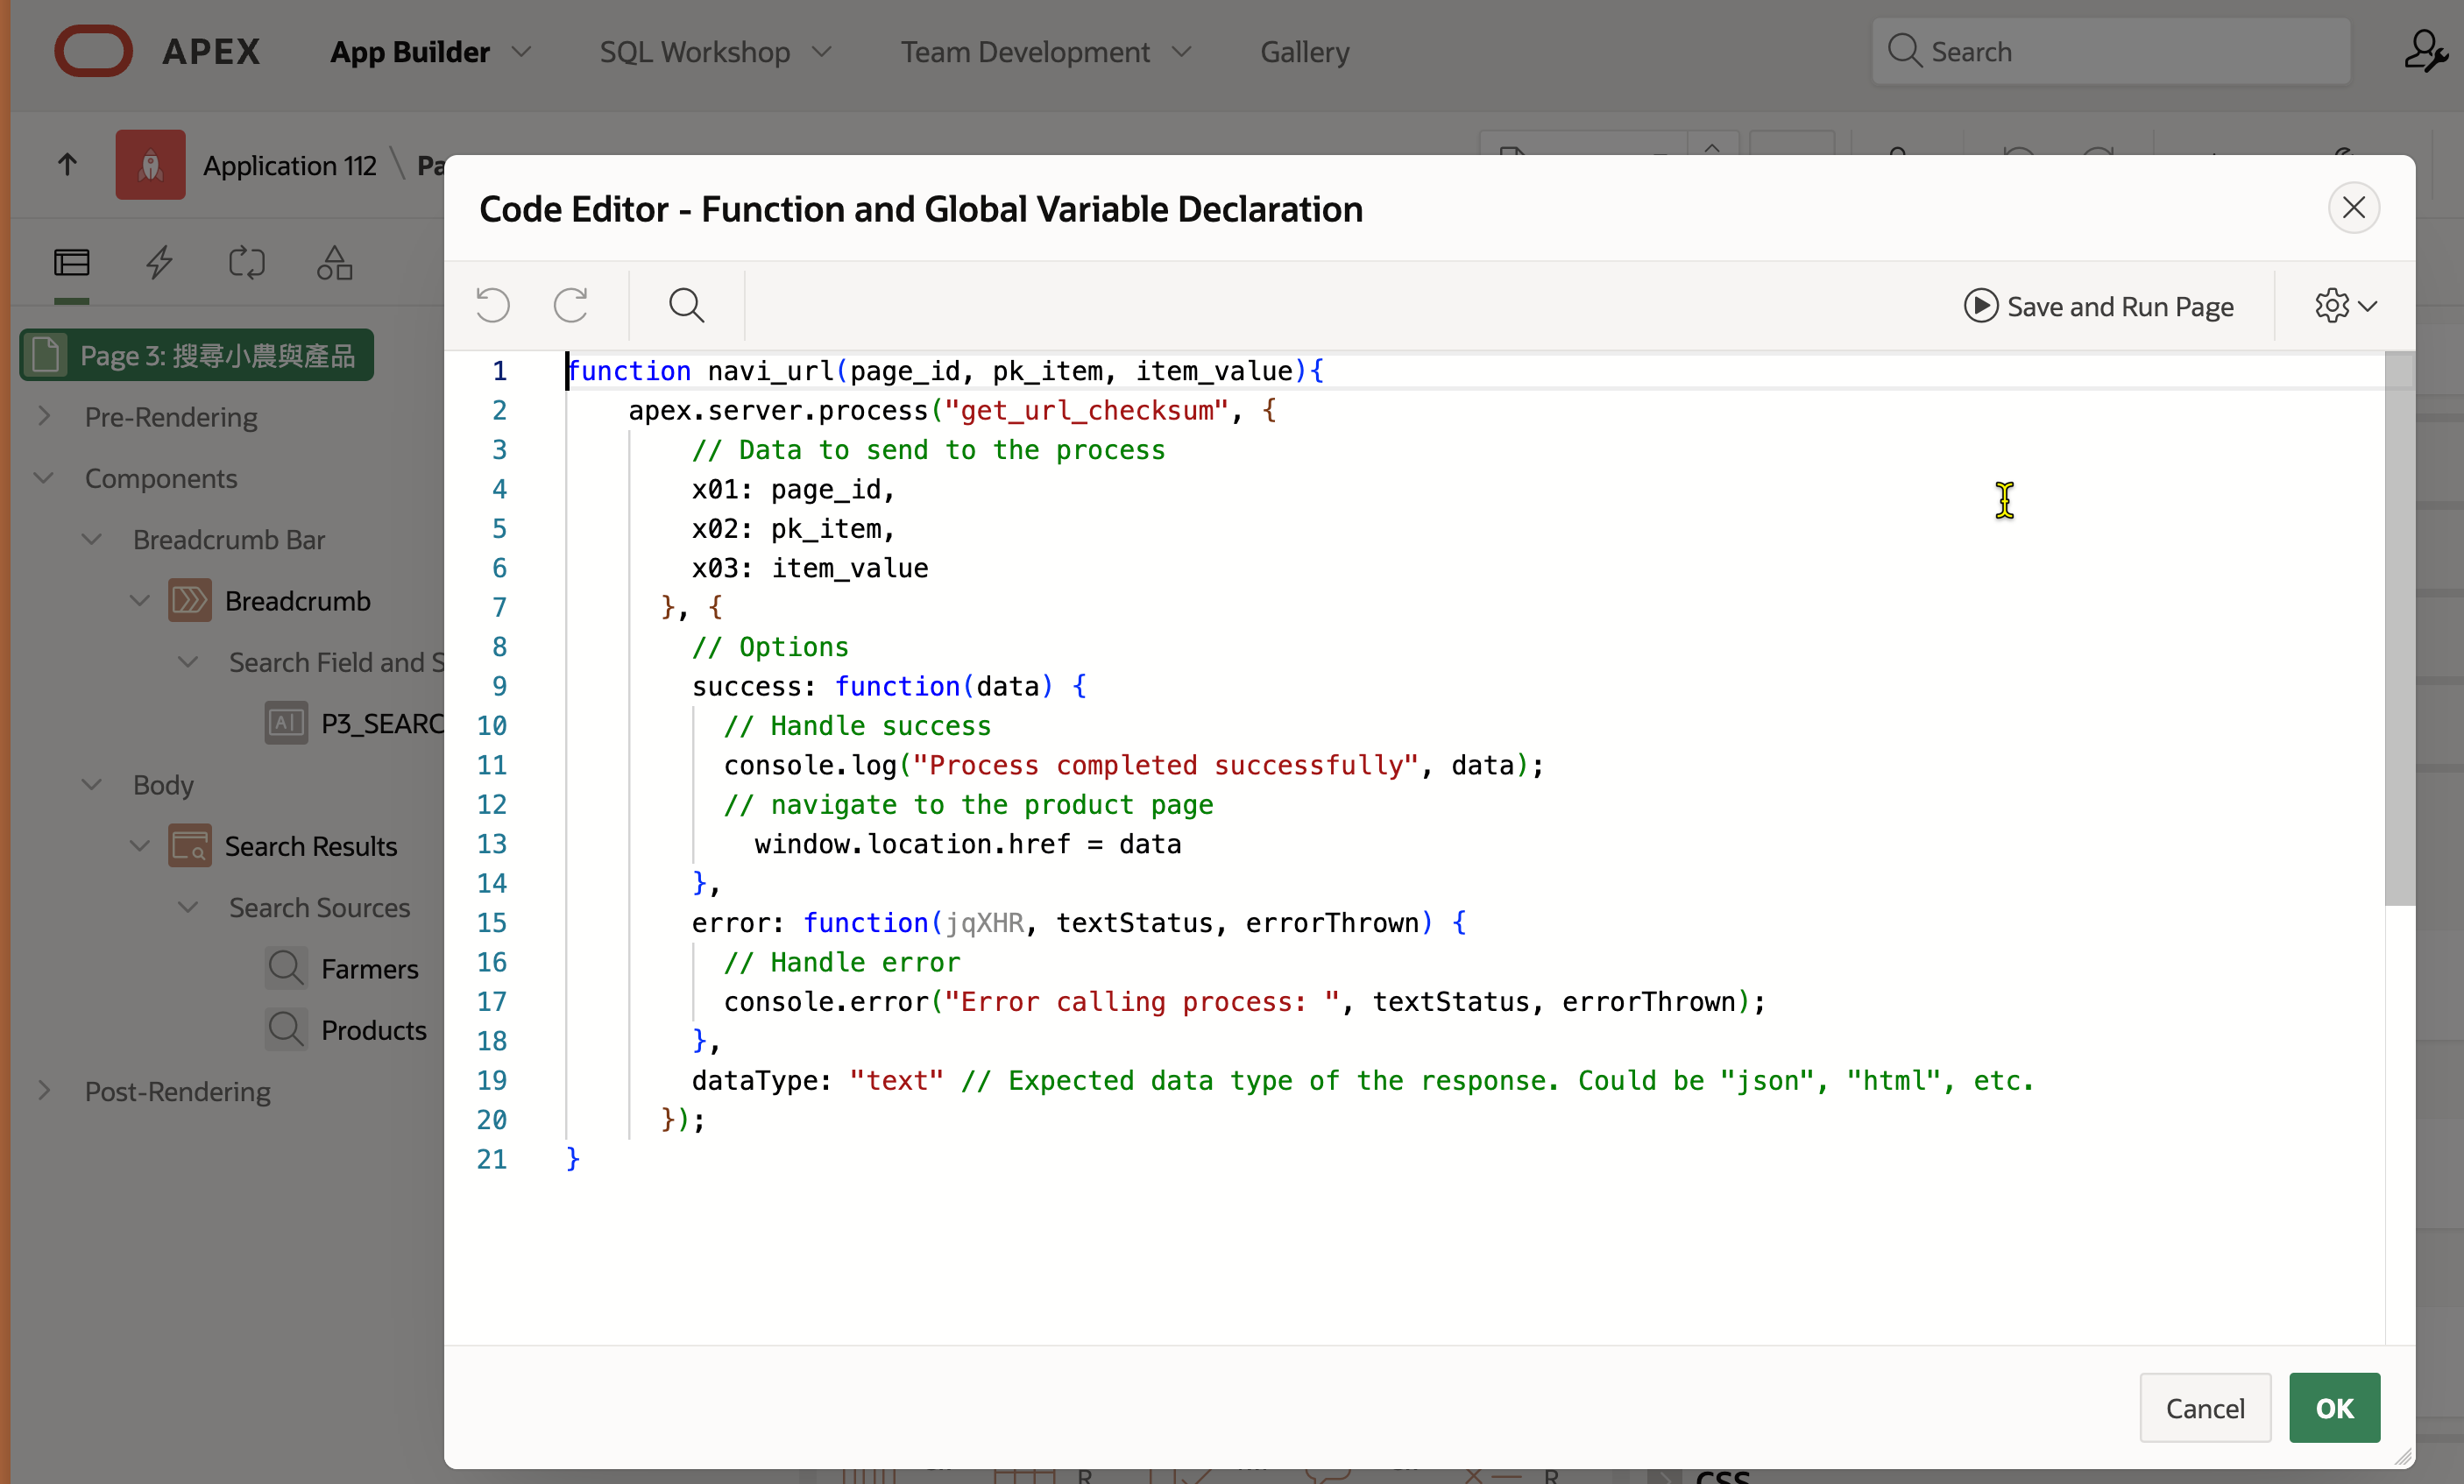 APEX App Builder SQL Workshop Team Development Gallery Search
Application 112 \
Code Editor - Function and Global Variable Declaration
Save and Run Page
Page 3: 搜尋小農與產品
Pre-Rendering
Components
Breadcrumb Bar
Breadcrumb
Search Field and S
P3_SEARC
Body
Search Results
Search Sources
Farmers
Products
Post-Rendering
1 function navi_url(page_id, pk_item, item_value){
2 apex.server.process("get_url_checksum", {
3 // Data to send to the process
4 x01: page_id,
5 x02: pk_item,
6 x03: item_value
7 }, {
8 // Options
9 success: function(data) {
10 // Handle success
11 console.log("Process completed successfully", data);
12 // navigate to the product page
13 window.location.href = data
14 },
15 error: function(jqXHR, textStatus, errorThrown) {
16 // Handle error
17 console.error("Error calling process: ", textStatus, errorThrown);
18 },
19 dataType: "text" // Expected data type of the response. Could be "json", "html", etc.
20 });
21 }
Cancel OK